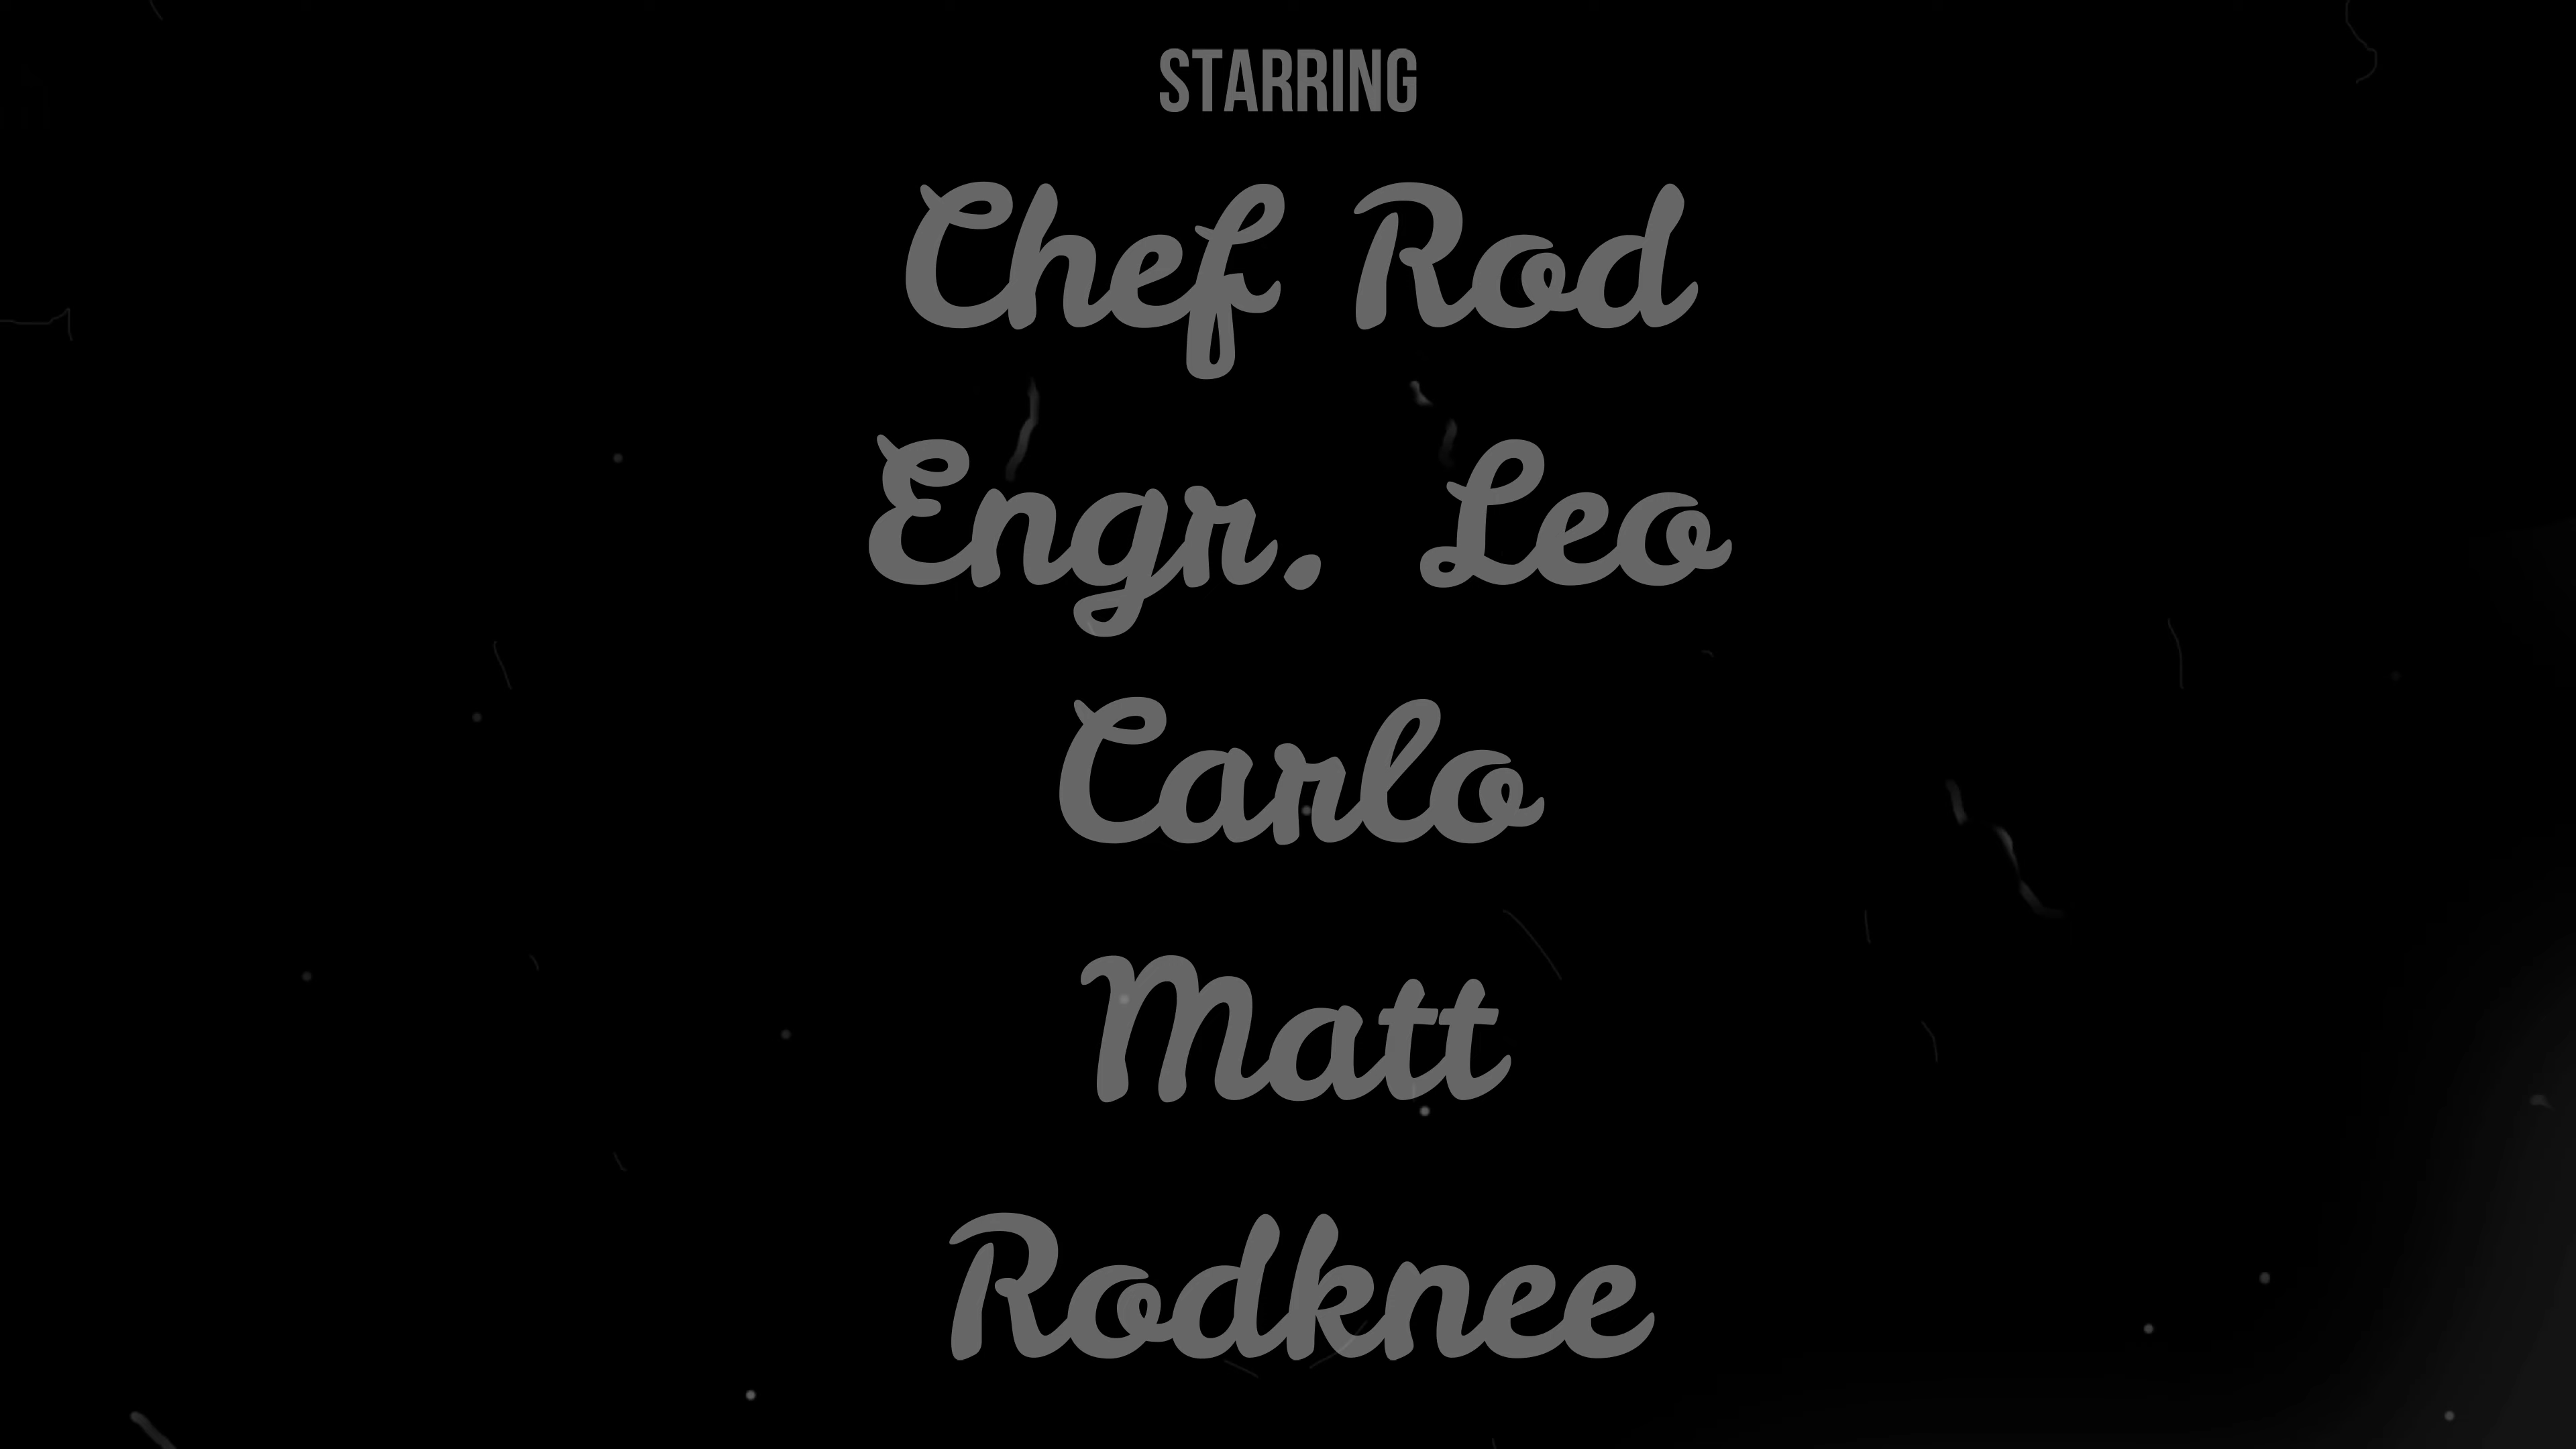 STARRING
Chef Rod
Engr. Leo
Carlo
Matt
Rodknee